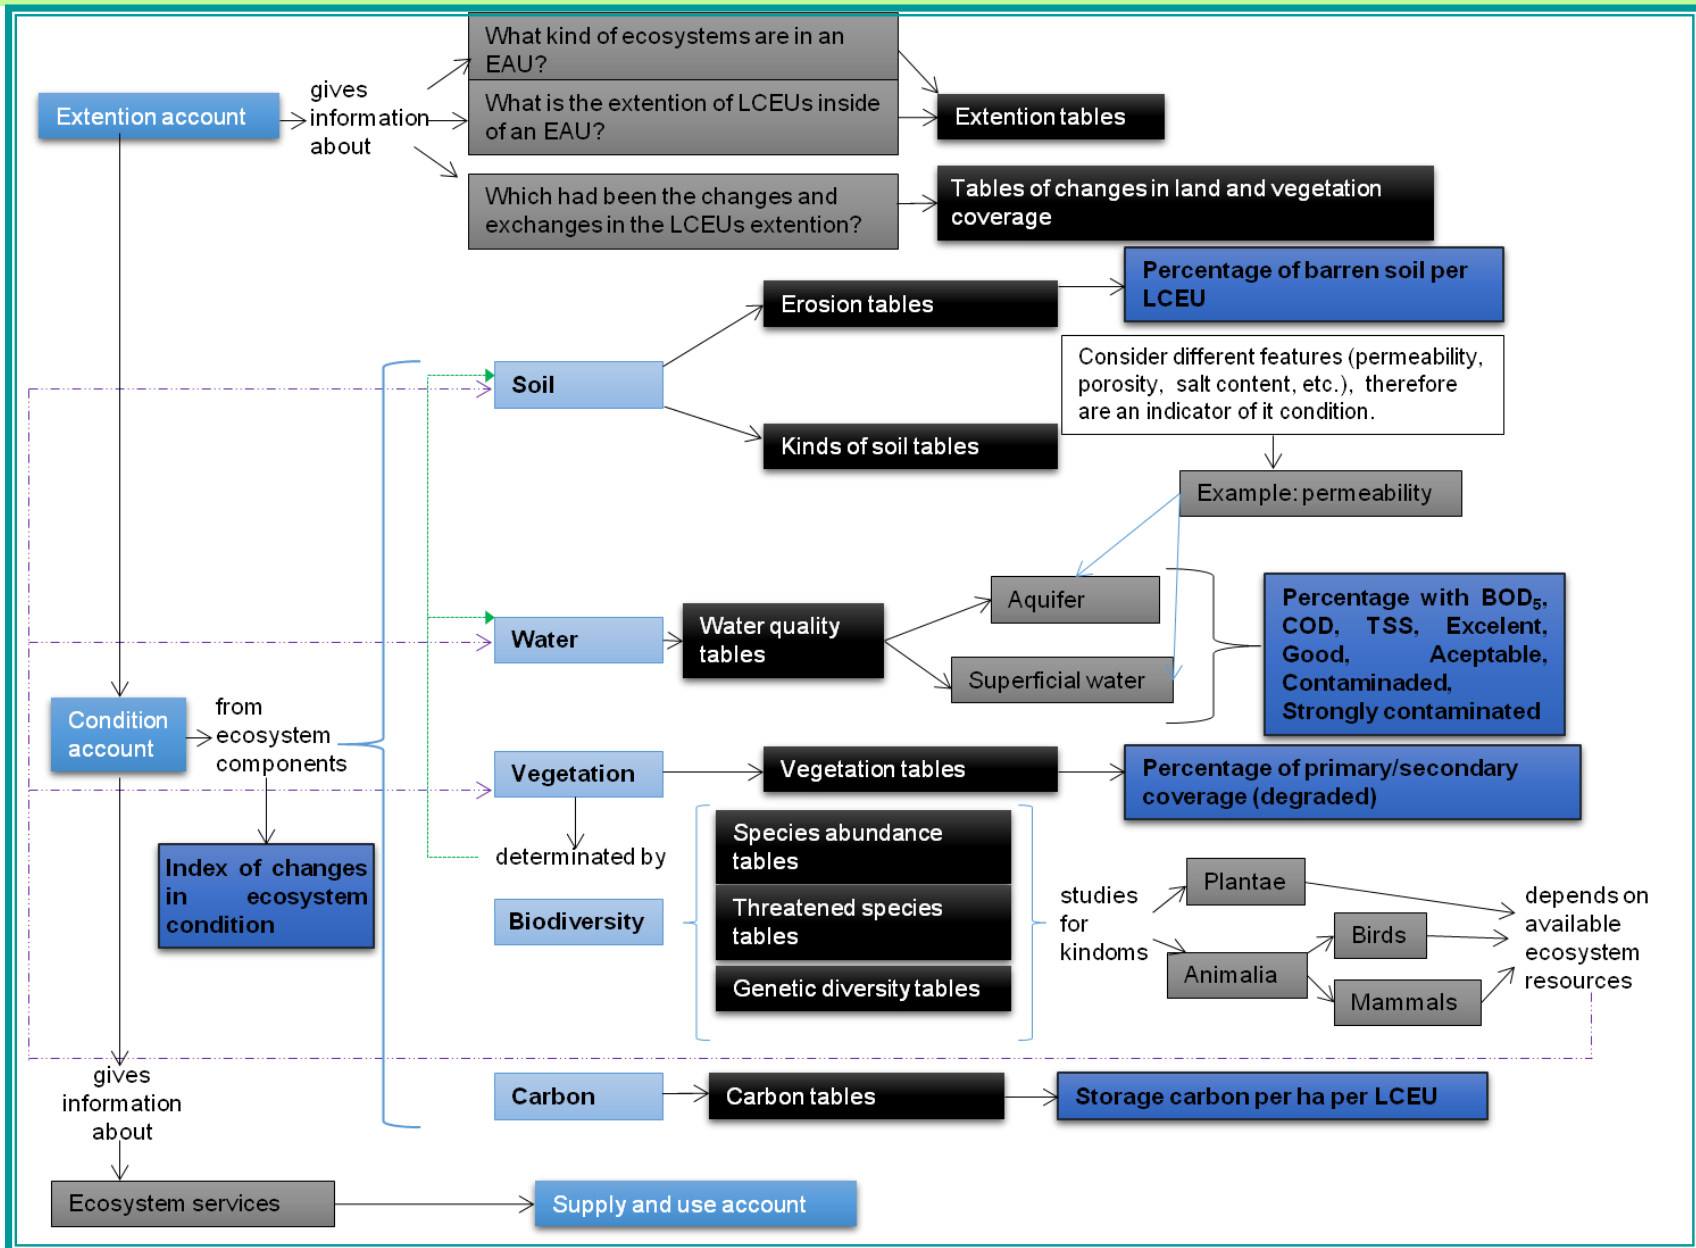 What kind of ecosystems are in an
EAU?
gives
information
about
Extention account
What is the extention of LCEUs inside
of an EAU?
Extention tables
Which had been the changes and
exchanges in the LCEUs extention?
Tables of changes in land and vegetation
coverage
Percentage of barren soil per
LCEU
Erosion tables
Consider different features (permeability,
porosity, salt content, etc.), therefore
are an indicator of it condition.
Soil
Kinds of soil tables
Example: permeability
Aquifer
Percentage with BOD₅,
COD, TSS, Excelent,
Good, Aceptable,
Contaminaded,
Strongly contaminated
Water
Water quality
tables
Superficial water
Condition
account
from
ecosystem
components
Vegetation
Vegetation tables
Percentage of primary/secondary
coverage (degraded)
determinated by
Index of changes
in ecosystem
condition
Biodiversity
Species abundance
tables
Threatened species
tables
Genetic diversity tables
studies
for
kindoms
Plantae
Animalia
Birds
Mammals
depends on
available
ecosystem
resources
gives
information
about
Carbon
Carbon tables
Storage carbon per ha per LCEU
Ecosystem services
Supply and use account